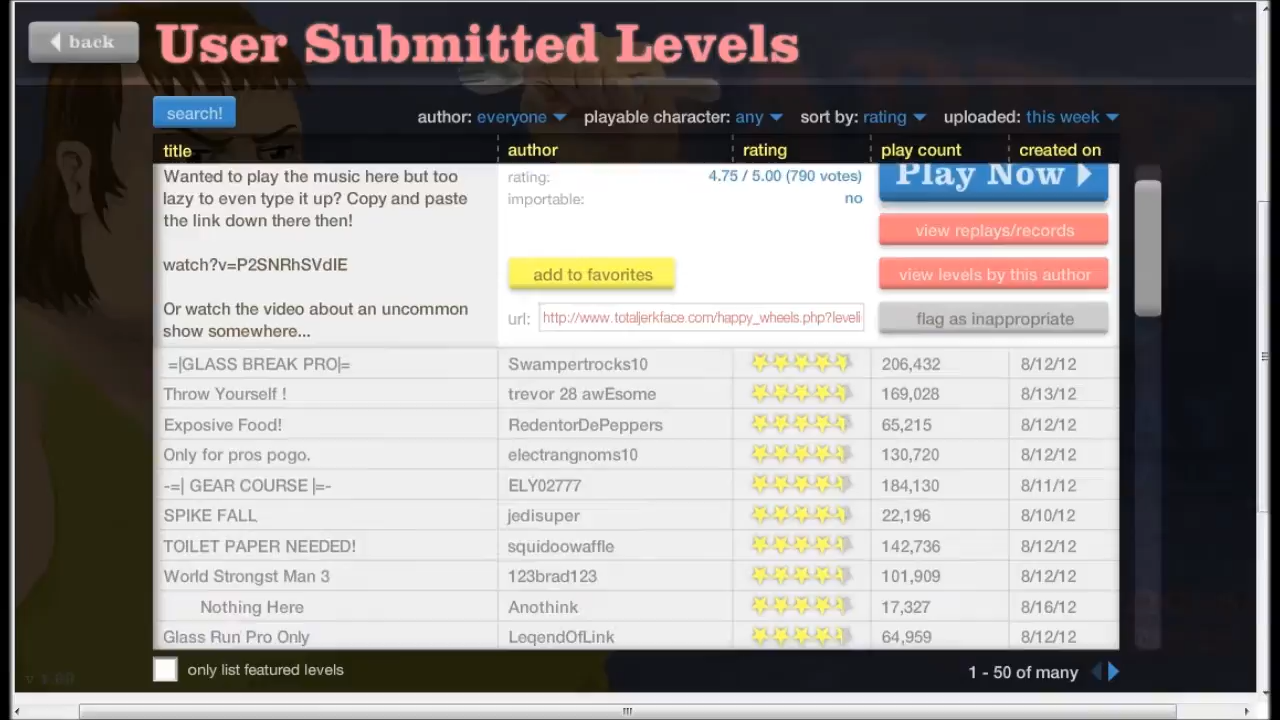 back
User Submitted Levels
search!
author: everyone playable character: any sort by: rating uploaded: this week
title author rating play count created on
Wanted to play the music here but too
lazy to even type it up? Copy and paste
the link down there then!
watch?v=P2SNRhSVdIE
Or watch the video about an uncommon
show somewhere...
rating: 4.75 / 5.00 (790 votes)
importable: no
add to favorites
url: http://www.totaljerkface.com/happy_wheels.php?leveli
Play Now
view replays/records
view levels by this author
flag as inappropriate
=|GLASS BREAK PRO|= Swampertrocks10 206,432 8/12/12
Throw Yourself ! trevor 28 awEsome 169,028 8/13/12
Exposive Food! RedentorDePeppers 65,215 8/12/12
Only for pros pogo. electrangnoms10 130,720 8/12/12
-=| GEAR COURSE |=- ELY02777 184,130 8/11/12
SPIKE FALL jedisuper 22,196 8/10/12
TOILET PAPER NEEDED! squidoowaffle 142,736 8/12/12
World Strongst Man 3 123brad123 101,909 8/12/12
Nothing Here Anothink 17,327 8/16/12
Glass Run Pro Only LegendOfLink 64,959 8/12/12
only list featured levels
1 - 50 of many